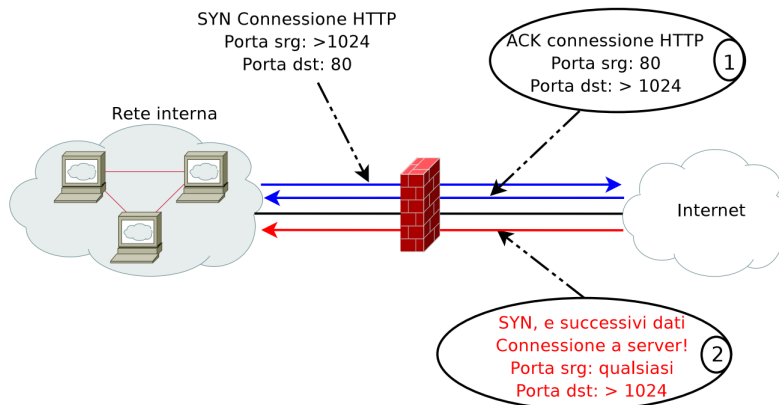 SYN Connessione HTTP
Porta srg: >1024
Porta dst: 80
ACK connessione HTTP
Porta srg: 80
Porta dst: > 1024
1
Rete interna
Internet
SYN, e successivi dati
Connessione a server!
Porta srg: qualsiasi
Porta dst: > 1024
2